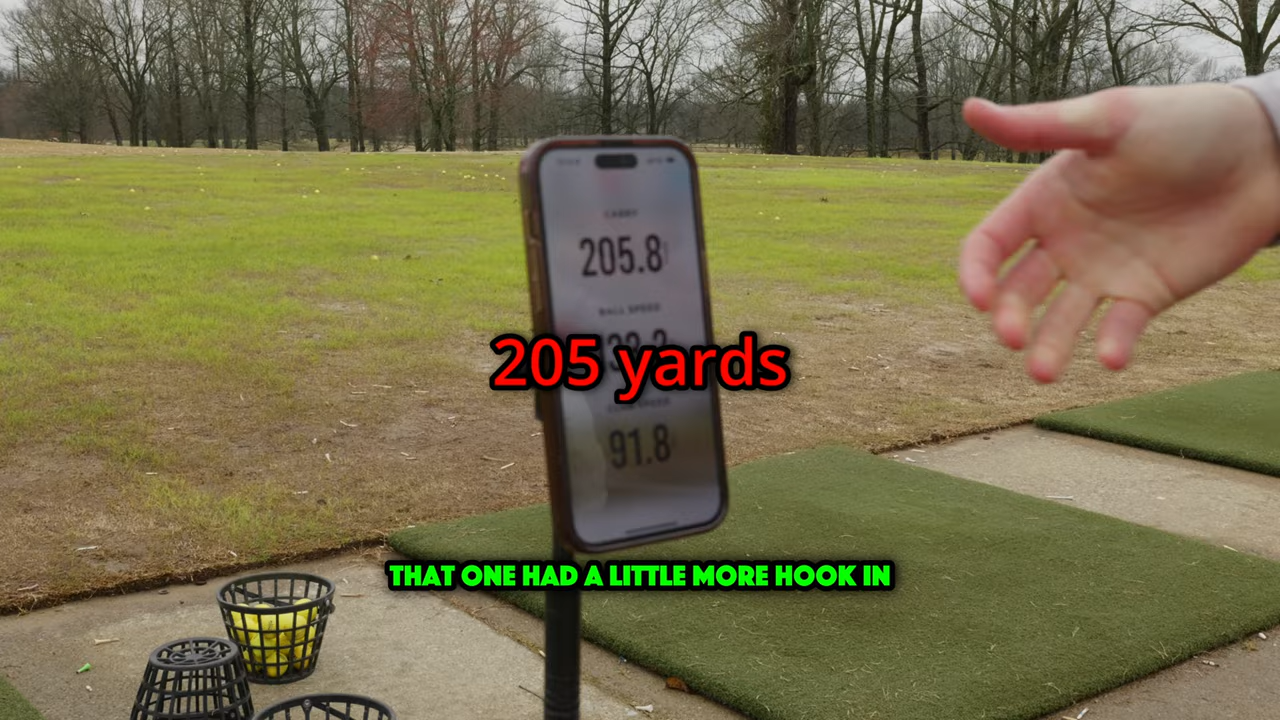 CARRY
205.8
BALL SPEED
205 yards
91.8
THAT ONE HAD A LITTLE MORE HOOK IN